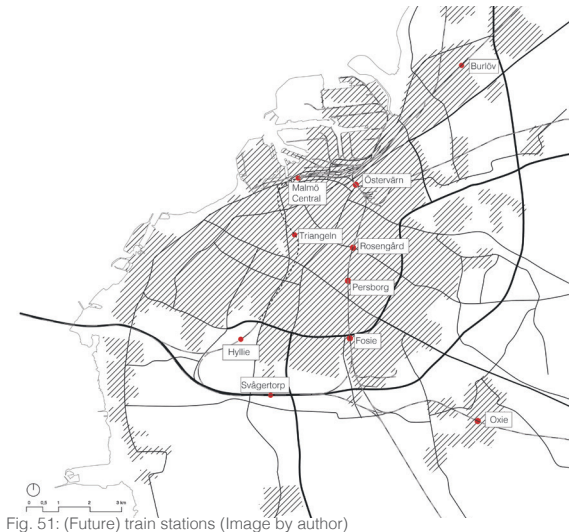 Burlöv
Östervärn
Malmö
Central
Triangeln
Rosengård
Persborg
Fosie
Hyllie
Svågertorp
Oxie
0 0,5 1 2 3 km
Fig. 51: (Future) train stations (Image by author)